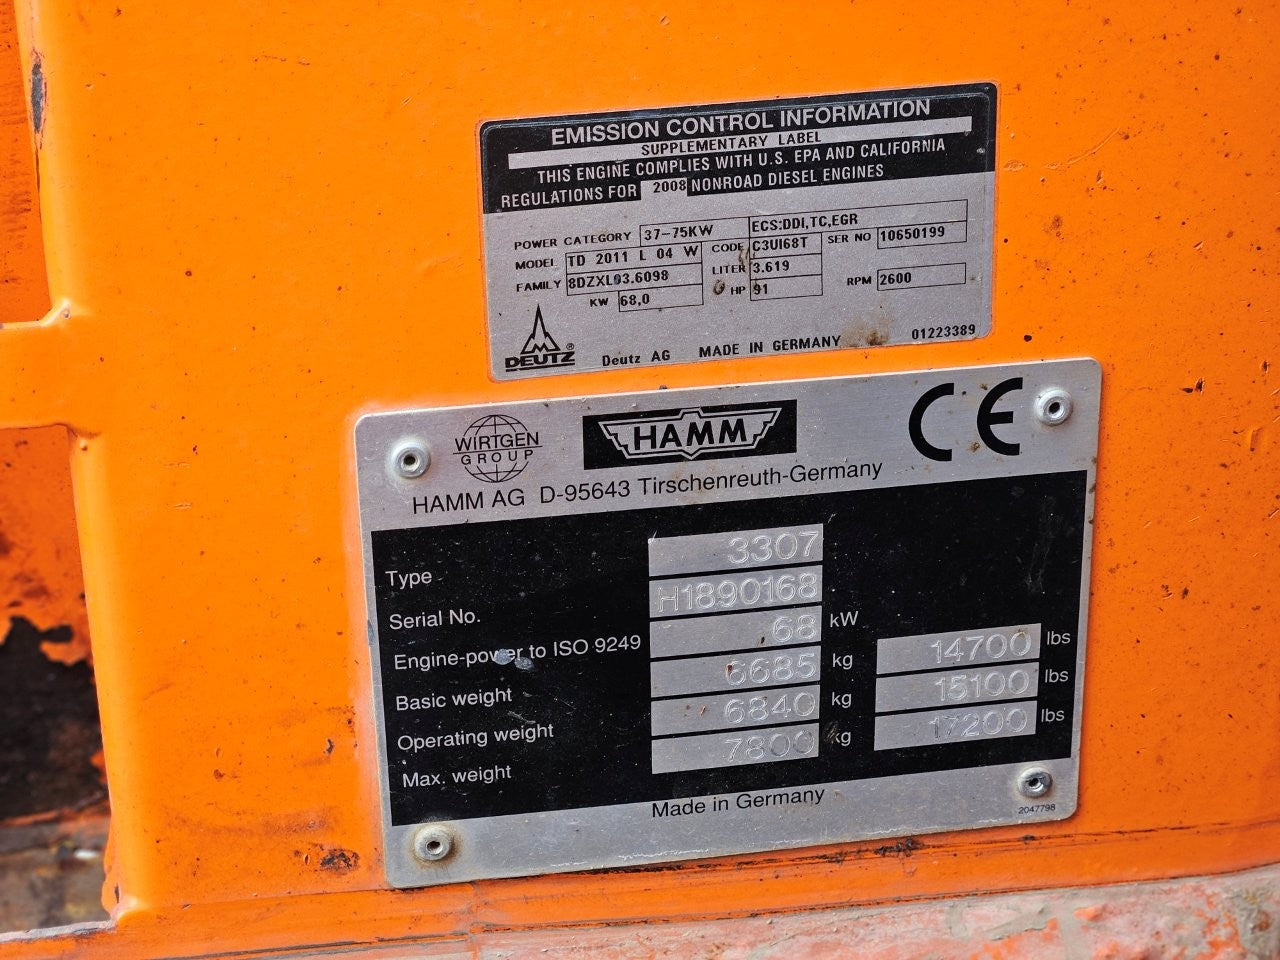 EMISSION CONTROL INFORMATION
SUPPLEMENTARY LABEL
THIS ENGINE COMPLIES WITH U.S. EPA AND CALIFORNIA
REGULATIONS FOR 2008 NONROAD DIESEL ENGINES
POWER CATEGORY 37-75KW ECS:DDI,TC,EGR
MODEL TD 2011 L 04 W CODE C3UI68T SER NO 10650199
FAMILY 8DZXL03.6098 LITER 3.619
KW 68,0 HP 91 RPM 2600
DEUTZ ® Deutz AG MADE IN GERMANY 01223389
WIRTGEN GROUP HAMM CE
HAMM AG D-95643 Tirschenreuth-Germany
Type 3307
Serial No. H1890168
Engine-power to ISO 9249 68 kW
Basic weight 6685 kg 14700 lbs
Operating weight 6840 kg 15100 lbs
Max. weight 7800 kg 17200 lbs
Made in Germany
2047798